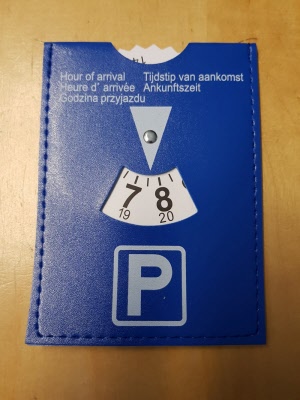 Hour of arrival Tijdstip van aankomst
Heure d' arrivée Ankunftszeit
Godzina przyjazdu
7 8
19 20
P